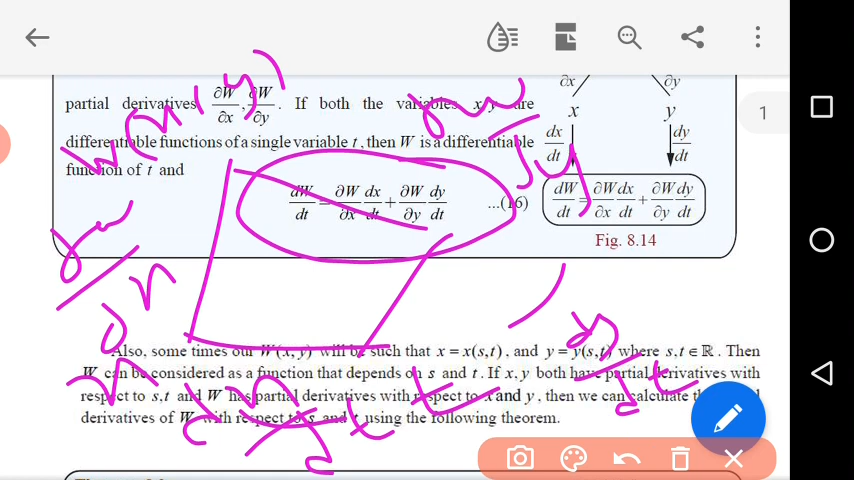 ∂x ∂y
partial derivatives ∂W/∂x, ∂W/∂y. If both the variables x, y are
x y
differentiable functions of a single variable t, then W is a differentiable
dx/dt dy/dt
function of t and
dW/dt = ∂W/∂x dx/dt + ∂W/∂y dy/dt ...(16)
dW/dt = ∂W/∂x dx/dt + ∂W/∂y dy/dt
Fig. 8.14
1
W(x, y)
Also, some times our W(x, y) will be such that x = x(s,t), and y = y(s,t) where s,t ∈ ℝ. Then
W can be considered as a function that depends on s and t. If x, y both have partial derivatives with
respect to s,t and W has partial derivatives with respect to x and y, then we can calculate the
derivatives of W with respect to s and t using the following theorem.